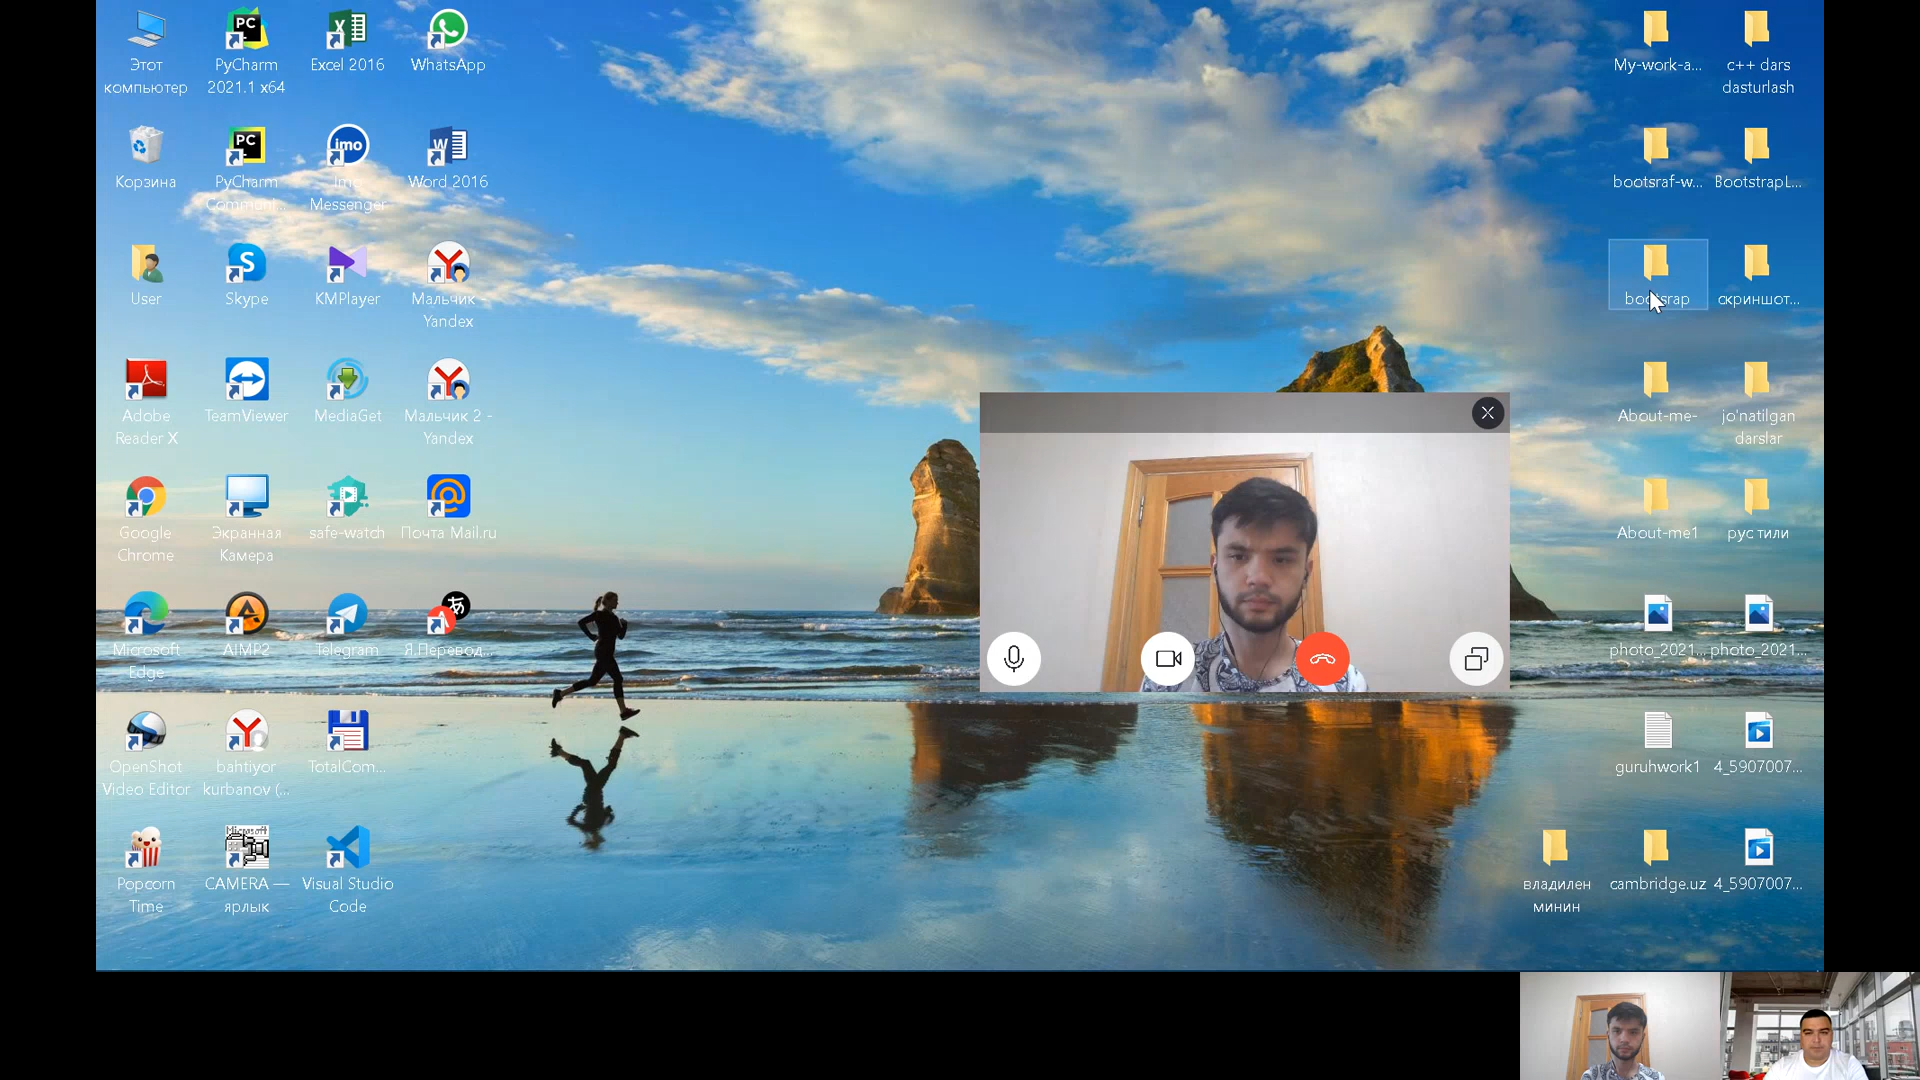 Этот
компьютер
PyCharm
2021.1 x64
Excel 2016
WhatsApp
Корзина
PyCharm
Communi...
imo
Messenger
Word 2016
User
Skype
KMPlayer
Мальчик -
Yandex
Adobe
Reader X
TeamViewer
MediaGet
Мальчик 2 -
Yandex
Google
Chrome
Экранная
Камера
safe-watch
Почта Mail.ru
Microsoft
Edge
AIMP2
Telegram
Я.Перевод...
OpenShot
Video Editor
bahtiyor
kurbanov (...
TotalCom...
Popcorn
Time
CAMERA —
ярлык
Visual Studio
Code
My-work-a...
c++ dars
dasturlash
bootsraf-w...
BootstrapL...
bootsrap
скриншот...
About-me-
jo'natilgan
darslar
About-me1
рус тили
photo_2021...
photo_2021...
guruhwork1
4_5907007...
владилен
минин
cambridge.uz
4_5907007...